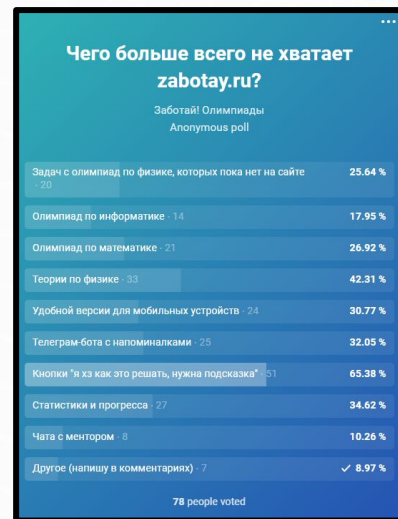 Чего больше всего не хватает
zabotay.ru?
Заботай! Олимпиады
Anonymous poll
Задач с олимпиад по физике, которых пока нет на сайте 25.64 %
· 20
Олимпиад по информатике · 14 17.95 %
Олимпиад по математике · 21 26.92 %
Теории по физике · 33 42.31 %
Удобной версии для мобильных устройств · 24 30.77 %
Телеграм-бота с напоминалками · 25 32.05 %
Кнопки "я хз как это решать, нужна подсказка" · 51 65.38 %
Статистики и прогресса · 27 34.62 %
Чата с ментором · 8 10.26 %
Другое (напишу в комментариях) · 7 ✓ 8.97 %
78 people voted